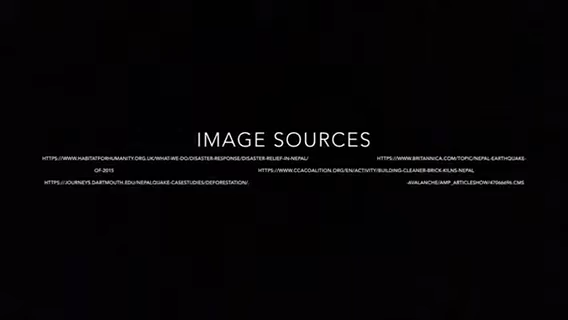 IMAGE SOURCES
HTTPS://WWW.HABITATFORHUMANITY.ORG.UK/WHAT-WE-DO/DISASTER-RESPONSE/DISASTER-RELIEF-IN-NEPAL/ HTTPS://WWW.BRITANNICA.COM/TOPIC/NEPAL-EARTHQUAKE-
OF-2015 HTTPS://WWW.CCACOALITION.ORG/EN/ACTIVITY/BUILDING-CLEANER-BRICK-KILNS-NEPAL
HTTPS://JOURNEYS.DARTMOUTH.EDU/NEPALQUAKE-CASESTUDIES/DEFORESTATION/.